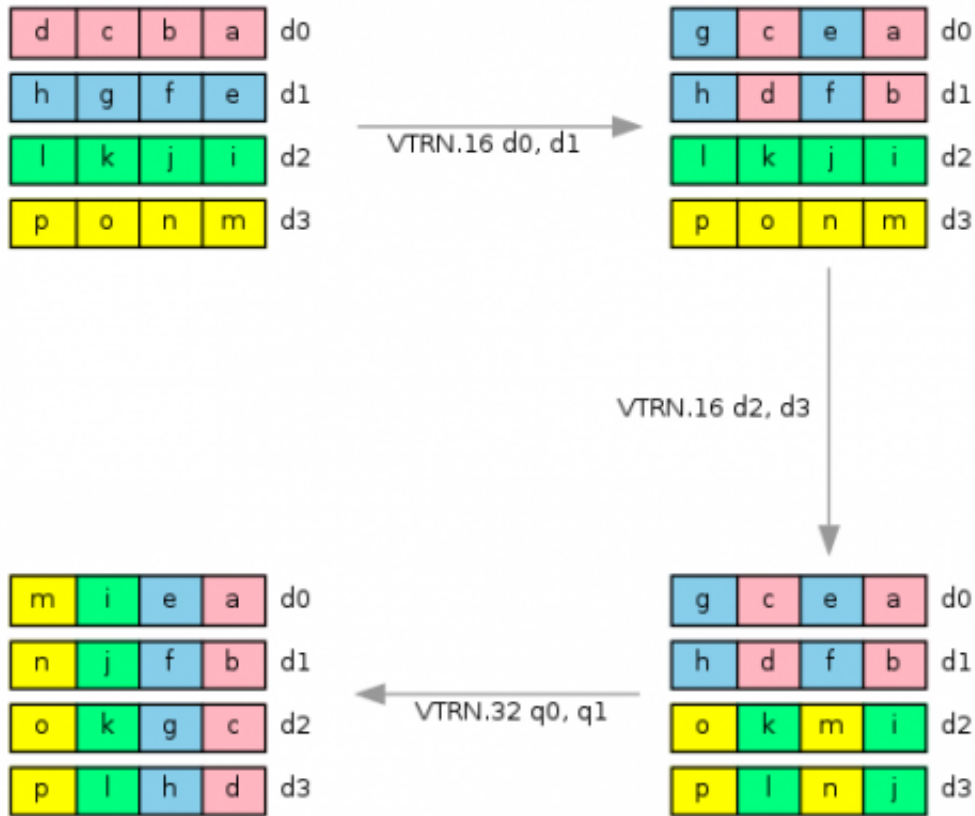 d c b a d0
h g f e d1
l k j i d2
p o n m d3
VTRN.16 d0, d1
g c e a d0
h d f b d1
l k j i d2
p o n m d3
VTRN.16 d2, d3
g c e a d0
h d f b d1
o k m i d2
p l n j d3
VTRN.32 q0, q1
m i e a d0
n j f b d1
o k g c d2
p l h d d3